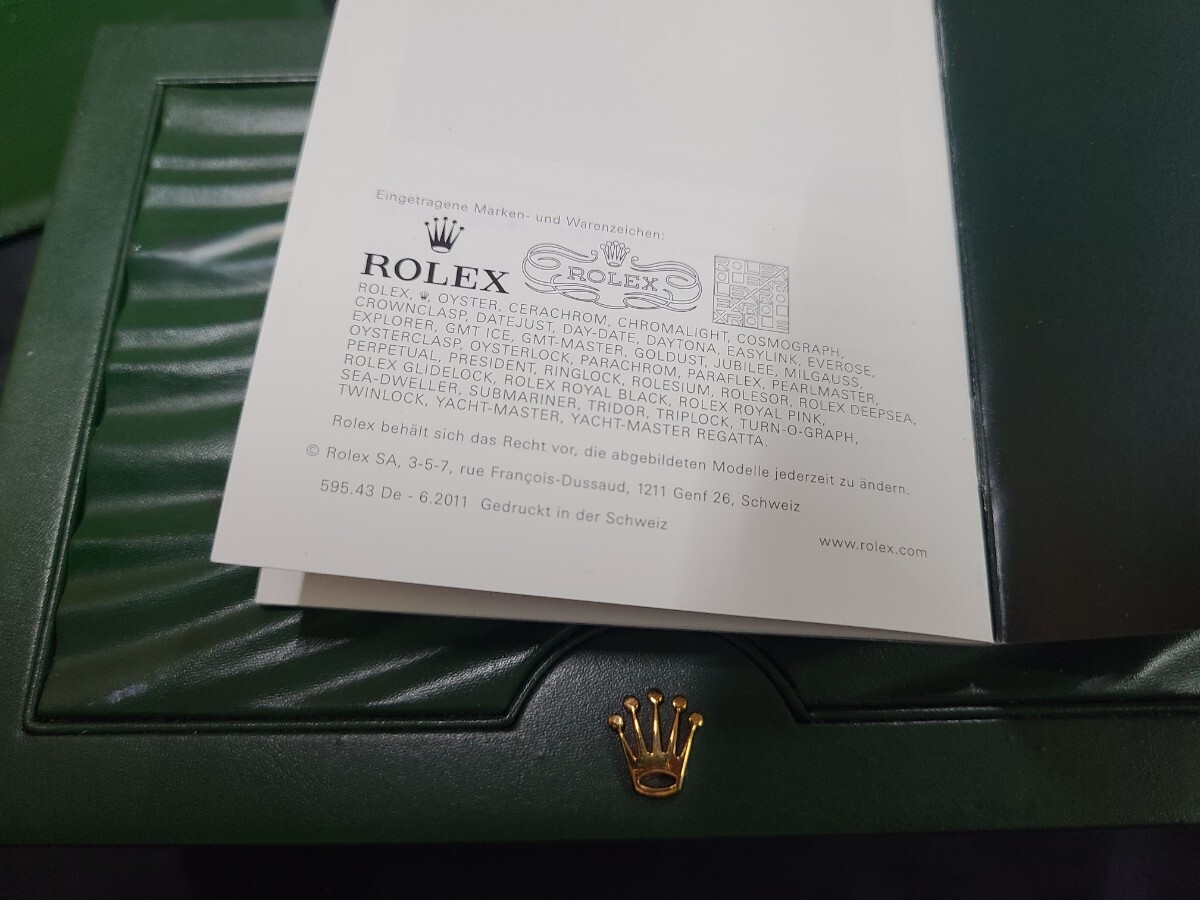 Eingetragene Marken- und Warenzeichen:
ROLEX
ROLEX
ROLEX, OYSTER, CERACHROM, CHROMALIGHT, COSMOGRAPH,
CROWNCLASP, DATEJUST, DAY-DATE, DAYTONA, EASYLINK, EVEROSE,
EXPLORER, GMT ICE, GMT-MASTER, GOLDUST, JUBILEE, MILGAUSS,
OYSTERCLASP, OYSTERLOCK, PARACHROM, PARAFLEX, PEARLMASTER,
PERPETUAL, PRESIDENT, RINGLOCK, ROLESIUM, ROLESOR, ROLEX DEEPSEA,
ROLEX GLIDELOCK, ROLEX ROYAL BLACK, ROLEX ROYAL PINK,
SEA-DWELLER, SUBMARINER, TRIDOR, TRIPLOCK, TURN-O-GRAPH,
TWINLOCK, YACHT-MASTER, YACHT-MASTER REGATTA.
Rolex behält sich das Recht vor, die abgebildeten Modelle jederzeit zu ändern.
© Rolex SA, 3-5-7, rue François-Dussaud, 1211 Genf 26, Schweiz
595.43 De - 6.2011 Gedruckt in der Schweiz
www.rolex.com